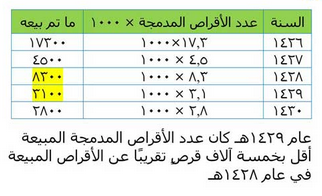 السنة عدد الأقراص المدمجة × ١٠٠٠ ما تم بيعه
١٤٢٦ ١٧,٣×١٠٠٠ ١٧٣٠٠
١٤٢٧ ٤,٥ × ١٠٠٠ ٤٥٠٠
١٤٢٨ ٨,٣ × ١٠٠٠ ٨٣٠٠
١٤٢٩ ٣,١ × ١٠٠٠ ٣١٠٠
١٤٣٠ ٢,٨ × ١٠٠٠ ٢٨٠٠
عام ١٤٢٩هـ كان عدد الأقراص المدمجة المبيعة
أقل بخمسة آلاف قرصٍ تقريبًا عن الأقراص المبيعة
في عام ١٤٢٨هـ